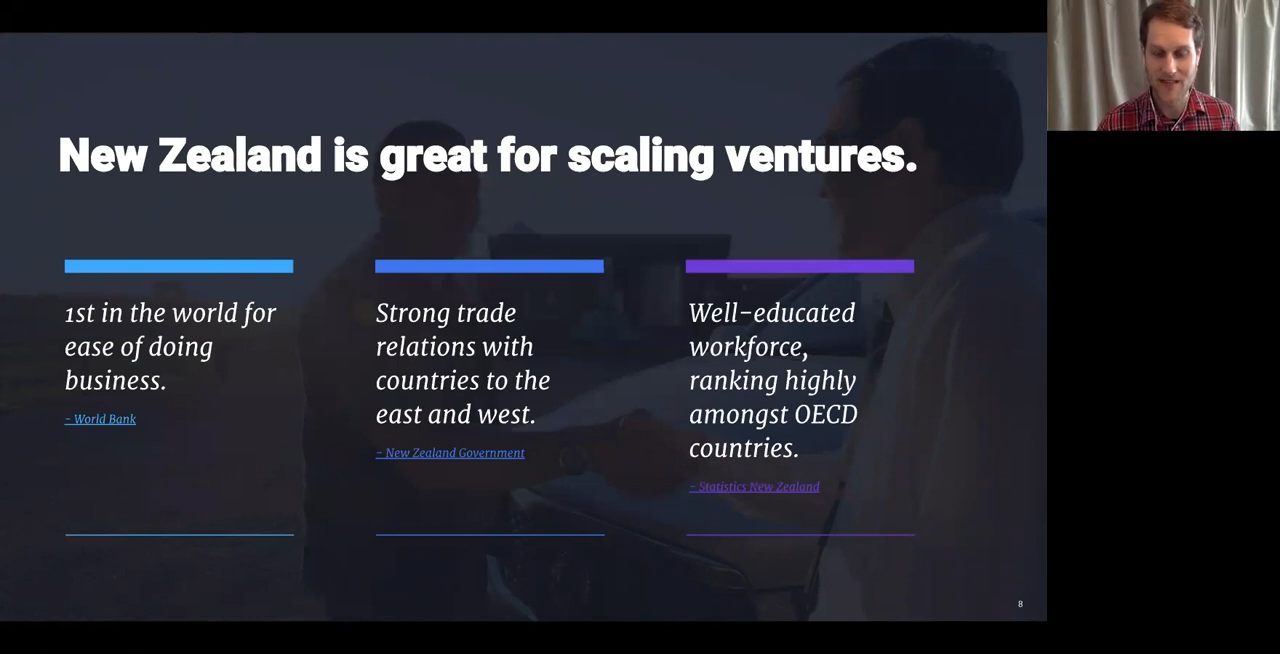 New Zealand is great for scaling ventures.
1st in the world for
ease of doing
business.
- World Bank
Strong trade
relations with
countries to the
east and west.
- New Zealand Government
Well-educated
workforce,
ranking highly
amongst OECD
countries.
- Statistics New Zealand
8